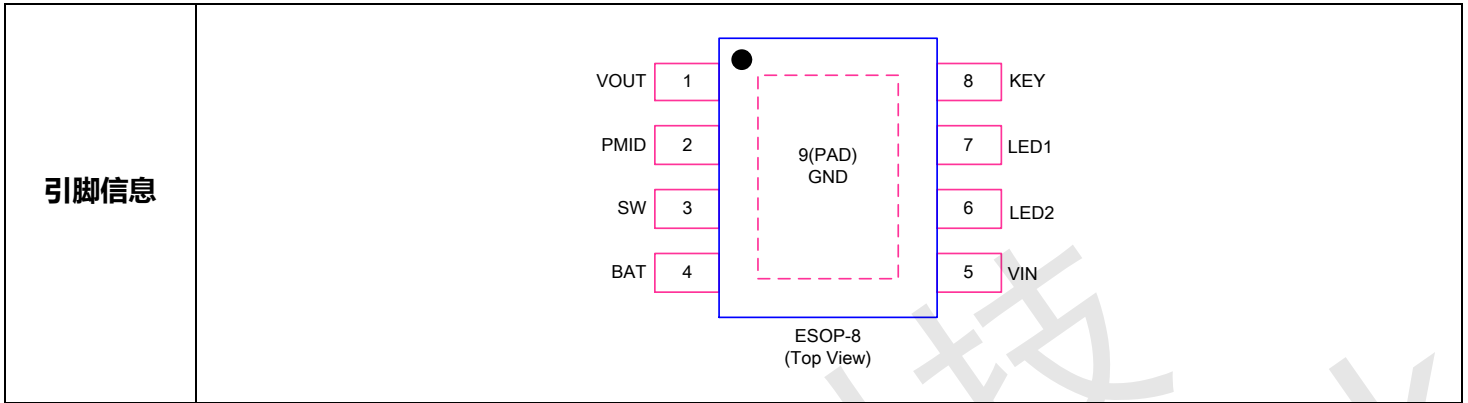 引脚信息
VOUT 1
PMID 2
SW 3
BAT 4
9(PAD)
GND
8 KEY
7 LED1
6 LED2
5 VIN
ESOP-8
(Top View)
技